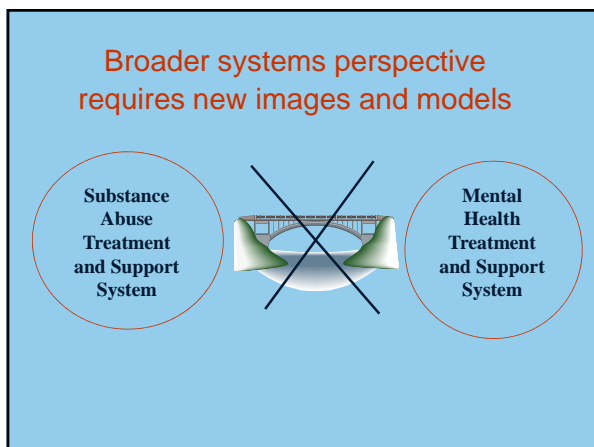 Broader systems perspective
requires new images and models
Substance
Abuse
Treatment
and Support
System
Mental
Health
Treatment
and Support
System